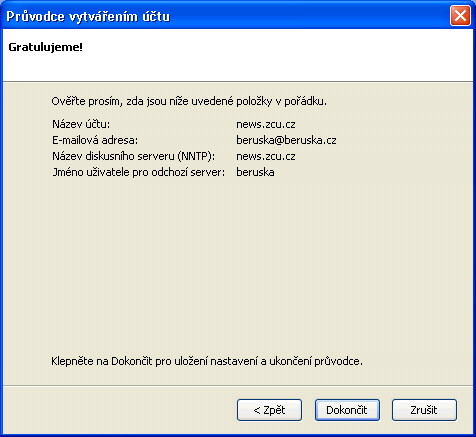 Průvodce vytvářením účtu
Gratulujeme!
Ověřte prosím, zda jsou níže uvedené položky v pořádku.
Název účtu: news.zcu.cz
E-mailová adresa: beruska@beruska.cz
Název diskusního serveru (NNTP): news.zcu.cz
Jméno uživatele pro odchozí server: beruska
Klepněte na Dokončit pro uložení nastavení a ukončení průvodce.
< Zpět Dokončit Zrušit